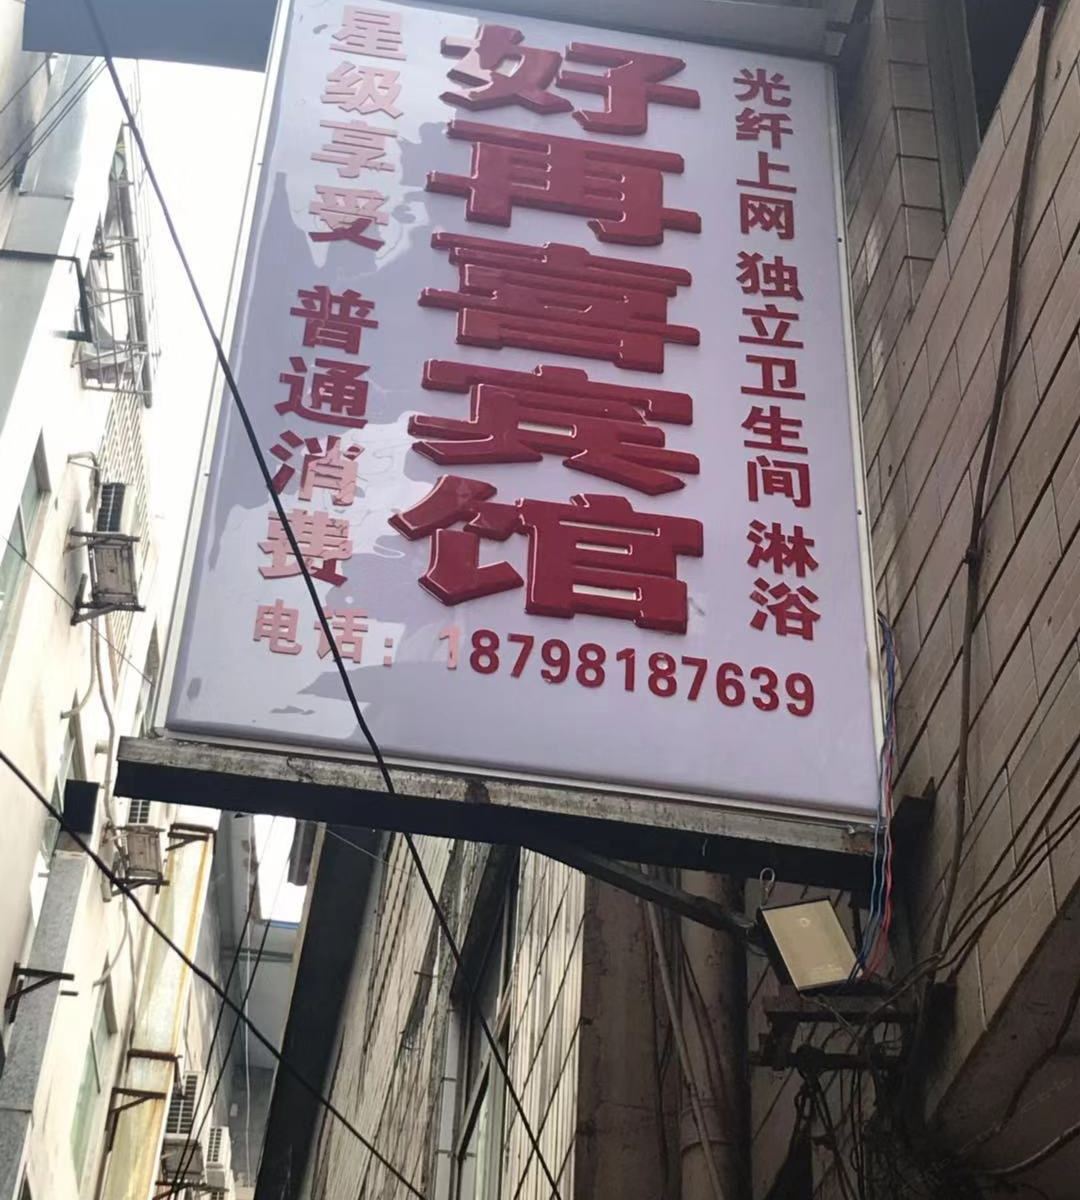 光纤上网 独立卫生间 淋浴
好再喜宾馆
星级享受 普通消费
电话：18798187639